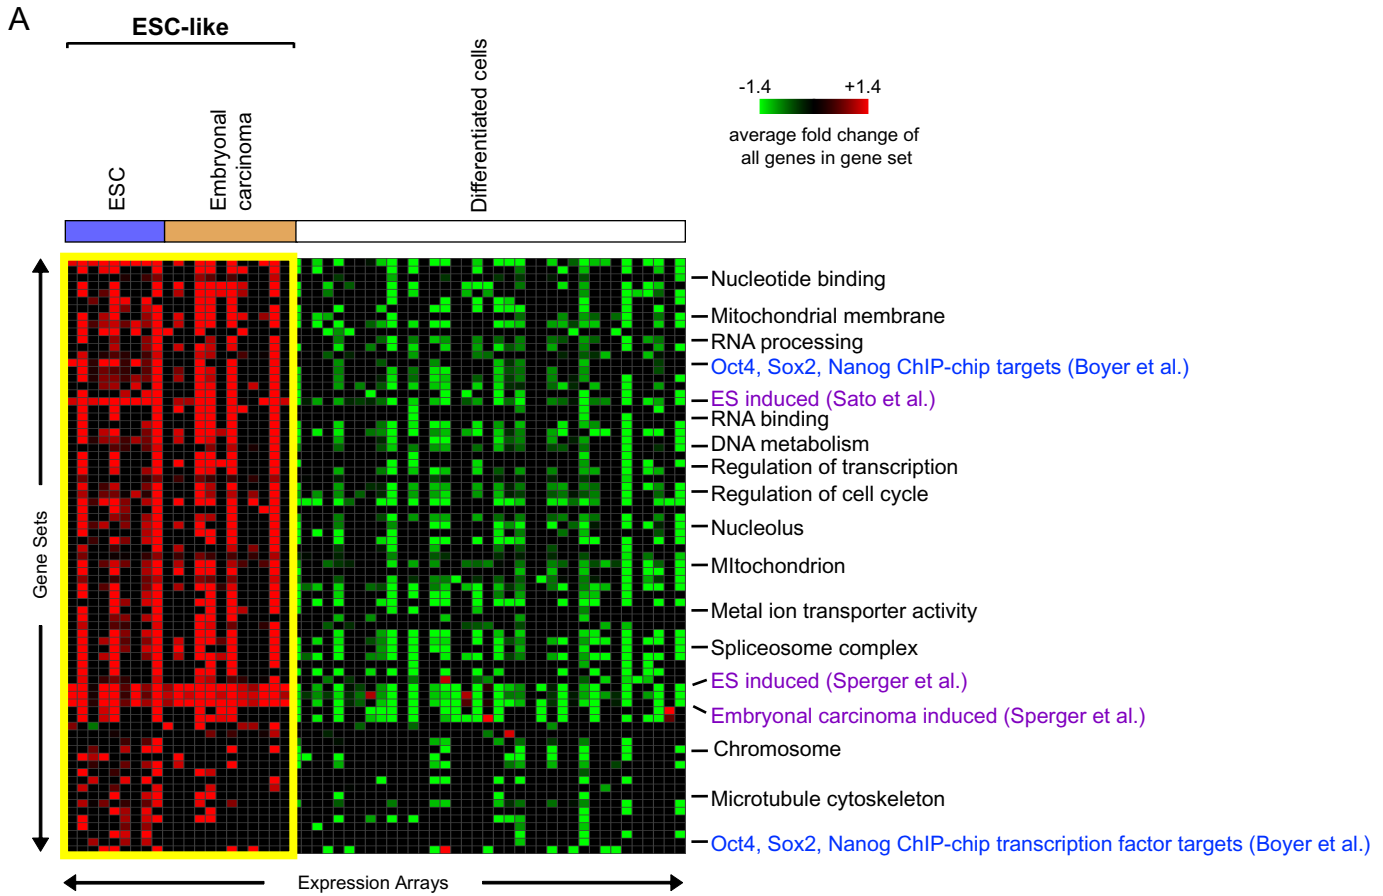 A
ESC-like
ESC
Embryonal
carcinoma
Differentiated cells
-1.4 +1.4
average fold change of
all genes in gene set
Gene Sets
Nucleotide binding
Mitochondrial membrane
RNA processing
Oct4, Sox2, Nanog ChIP-chip targets (Boyer et al.)
ES induced (Sato et al.)
RNA binding
DNA metabolism
Regulation of transcription
Regulation of cell cycle
Nucleolus
MItochondrion
Metal ion transporter activity
Spliceosome complex
ES induced (Sperger et al.)
Embryonal carcinoma induced (Sperger et al.)
Chromosome
Microtubule cytoskeleton
Oct4, Sox2, Nanog ChIP-chip transcription factor targets (Boyer et al.)
Expression Arrays